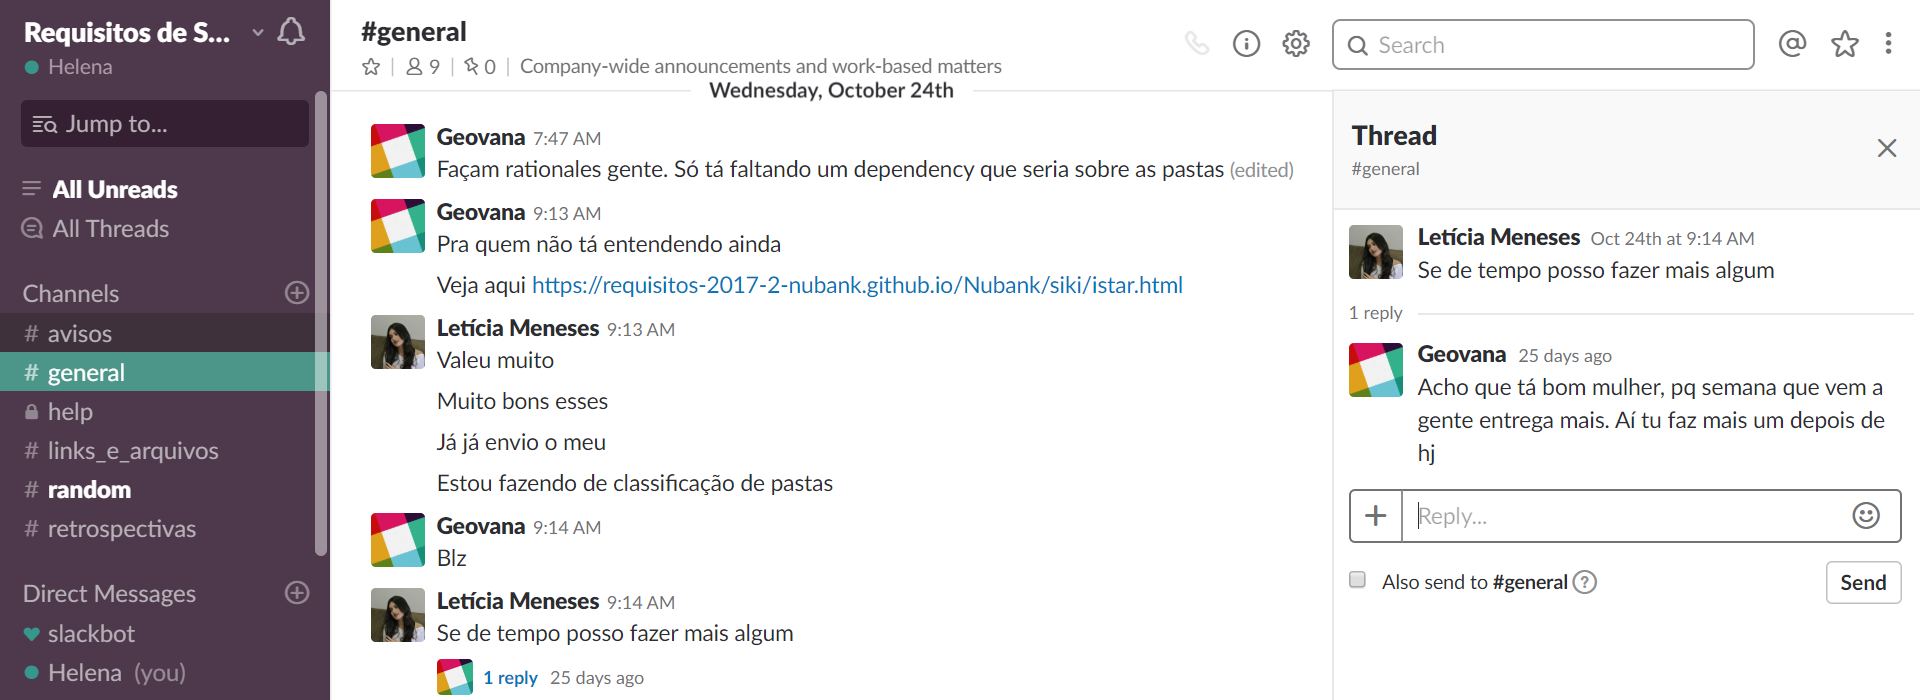 Requisitos de S...
Helena
Jump to...
All Unreads
All Threads
Channels
# avisos
# general
help
# links_e_arquivos
# random
# retrospectivas
Direct Messages
slackbot
Helena (you)
#general
9 | 0 | Company-wide announcements and work-based matters
Search
Wednesday, October 24th
Geovana 7:47 AM
Façam rationales gente. Só tá faltando um dependency que seria sobre as pastas (edited)
Geovana 9:13 AM
Pra quem não tá entendendo ainda
Veja aqui https://requisitos-2017-2-nubank.github.io/Nubank/siki/istar.html
Letícia Meneses 9:13 AM
Valeu muito
Muito bons esses
Já já envio o meu
Estou fazendo de classificação de pastas
Geovana 9:14 AM
Blz
Letícia Meneses 9:14 AM
Se de tempo posso fazer mais algum
1 reply 25 days ago
Thread
#general
Letícia Meneses Oct 24th at 9:14 AM
Se de tempo posso fazer mais algum
1 reply
Geovana 25 days ago
Acho que tá bom mulher, pq semana que vem a
gente entrega mais. Aí tu faz mais um depois de
hj
Reply...
Also send to #general ?
Send